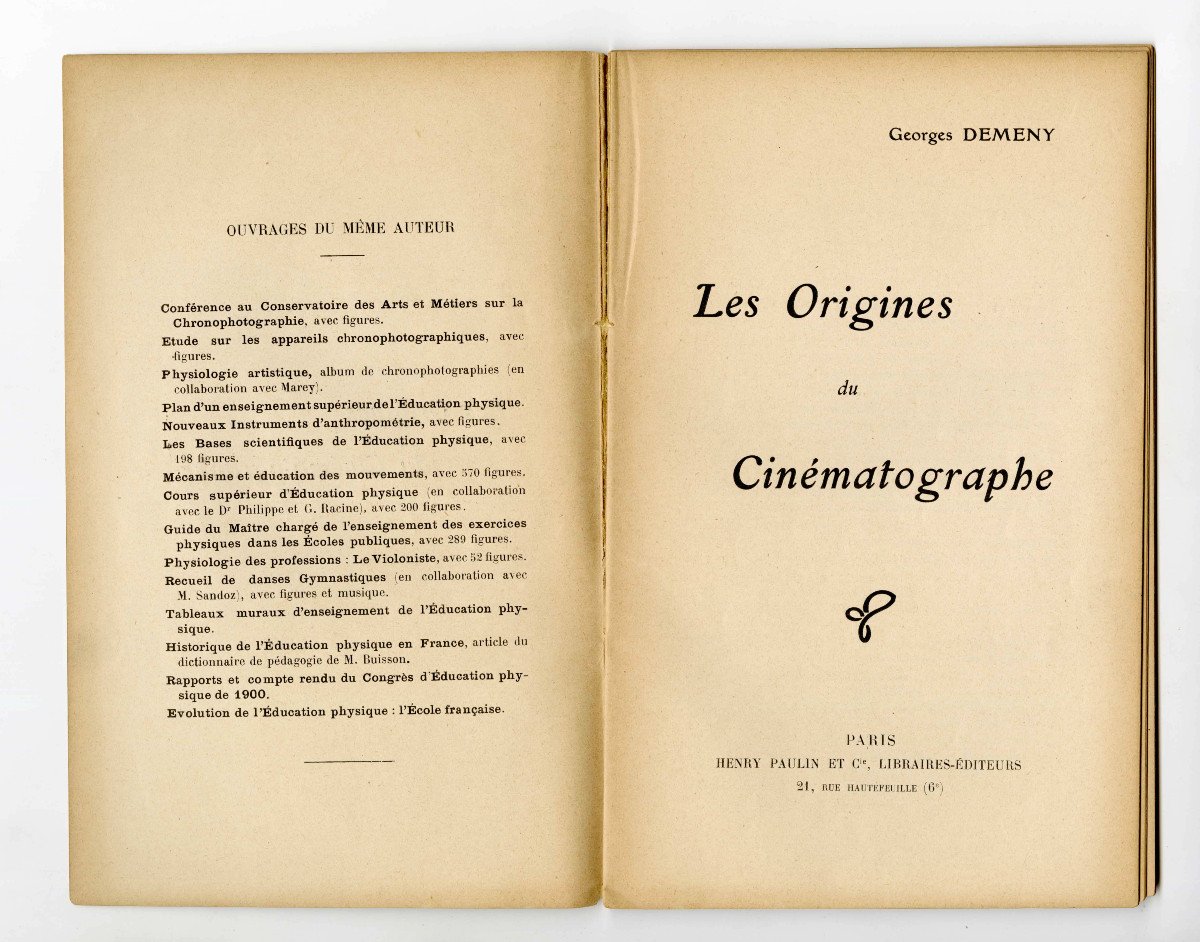 OUVRAGES DU MÊME AUTEUR
Conférence au Conservatoire des Arts et Métiers sur la
Chronophotographie, avec figures.
Etude sur les appareils chronophotographiques, avec
figures.
Physiologie artistique, album de chronophotographies (en
collaboration avec Marey).
Plan d'un enseignement supérieur de l'Éducation physique.
Nouveaux Instruments d'anthropométrie, avec figures.
Les Bases scientifiques de l'Éducation physique, avec
198 figures.
Mécanisme et éducation des mouvements, avec 570 figures.
Cours supérieur d'Éducation physique (en collaboration
avec le Dr Philippe et G. Racine), avec 200 figures.
Guide du Maître chargé de l'enseignement des exercices
physiques dans les Écoles publiques, avec 289 figures.
Physiologie des professions : Le Violoniste, avec 52 figures.
Recueil de danses Gymnastiques (en collaboration avec
M. Sandoz), avec figures et musique.
Tableaux muraux d'enseignement de l'Éducation phy-
sique.
Historique de l'Éducation physique en France, article du
dictionnaire de pédagogie de M. Buisson.
Rapports et compte rendu du Congrès d'Éducation phy-
sique de 1900.
Evolution de l'Éducation physique : l'École française.
Georges DEMENY
Les Origines
du
Cinématographe
PARIS
HENRY PAULIN ET Cie, LIBRAIRES-ÉDITEURS
21, RUE HAUTEFEUILLE (6e)